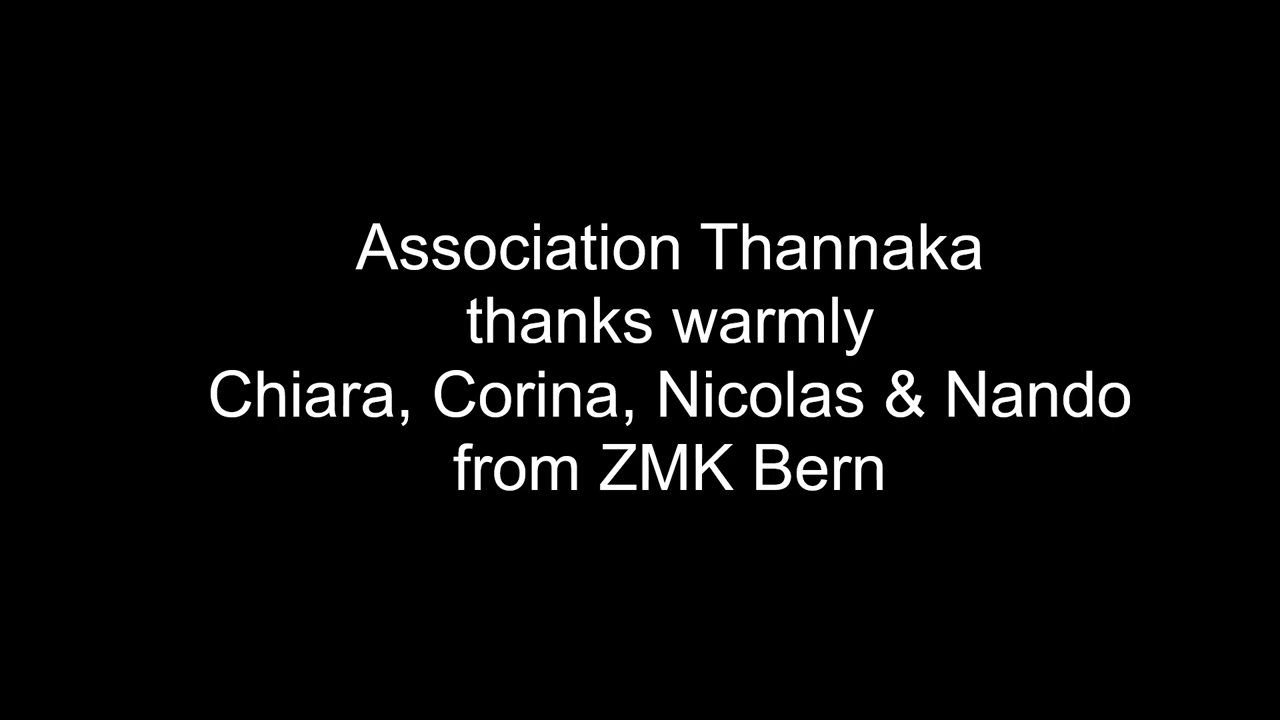 Association Thannaka
thanks warmly
Chiara, Corina, Nicolas & Nando
from ZMK Bern